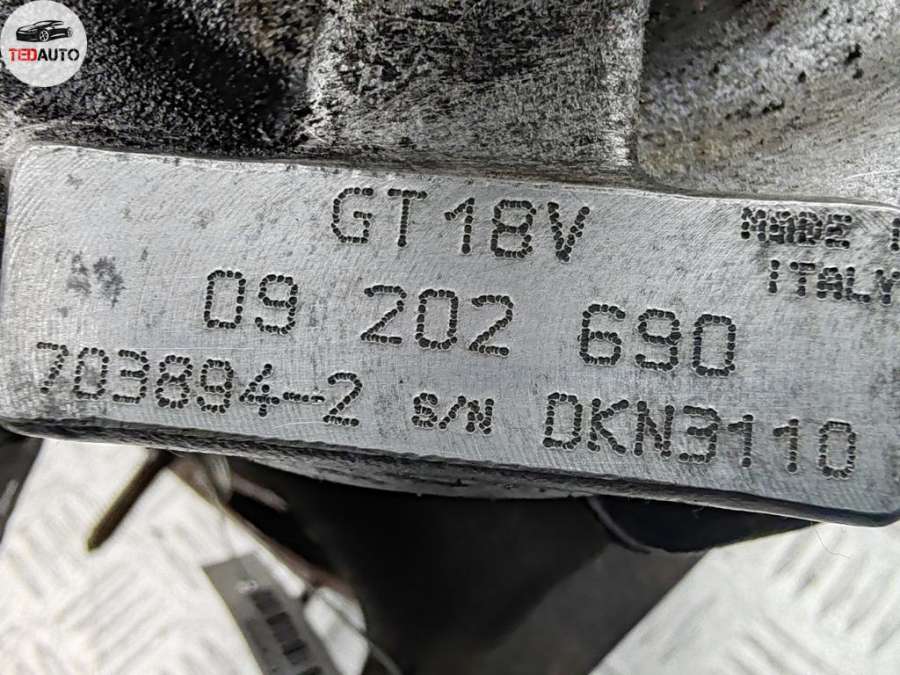 TEDAUTO
GT18V
MADE I
ITALY
09 202 690
703894-2 S/N DKN3110